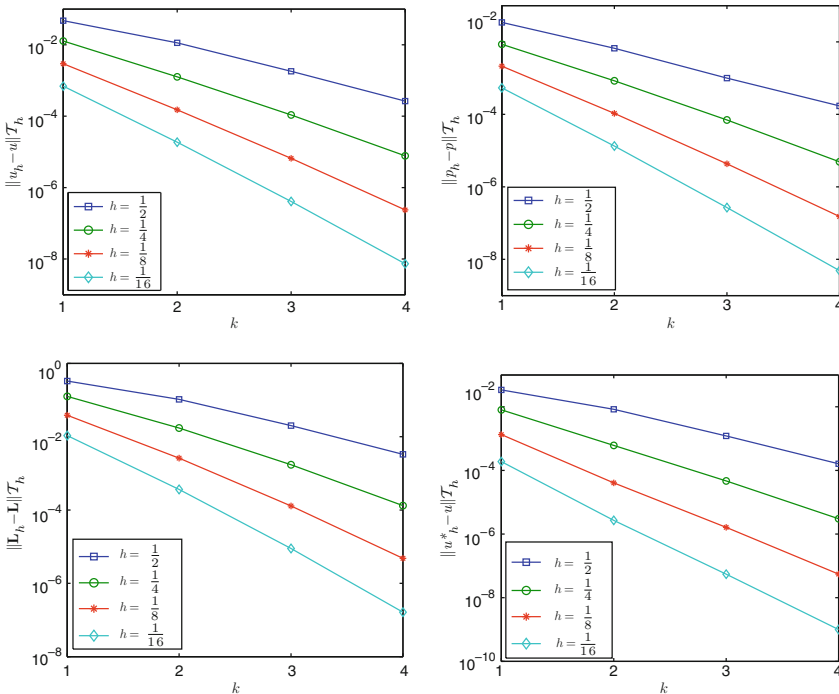 10^{-2}
10^{-4}
10^{-6}
10^{-8}
||u_h-u||𝒯_h
h = 1/2
h = 1/4
h = 1/8
h = 1/16
1 2 3 4
k
10^{-2}
10^{-4}
10^{-6}
10^{-8}
||p_h-p||𝒯_h
h = 1/2
h = 1/4
h = 1/8
h = 1/16
1 2 3 4
k
10^{0}
10^{-2}
10^{-4}
10^{-6}
10^{-8}
||𝐋_h-𝐋||𝒯_h
h = 1/2
h = 1/4
h = 1/8
h = 1/16
1 2 3 4
k
10^{-2}
10^{-4}
10^{-6}
10^{-8}
10^{-10}
||u*_h-u||𝒯_h
h = 1/2
h = 1/4
h = 1/8
h = 1/16
1 2 3 4
k